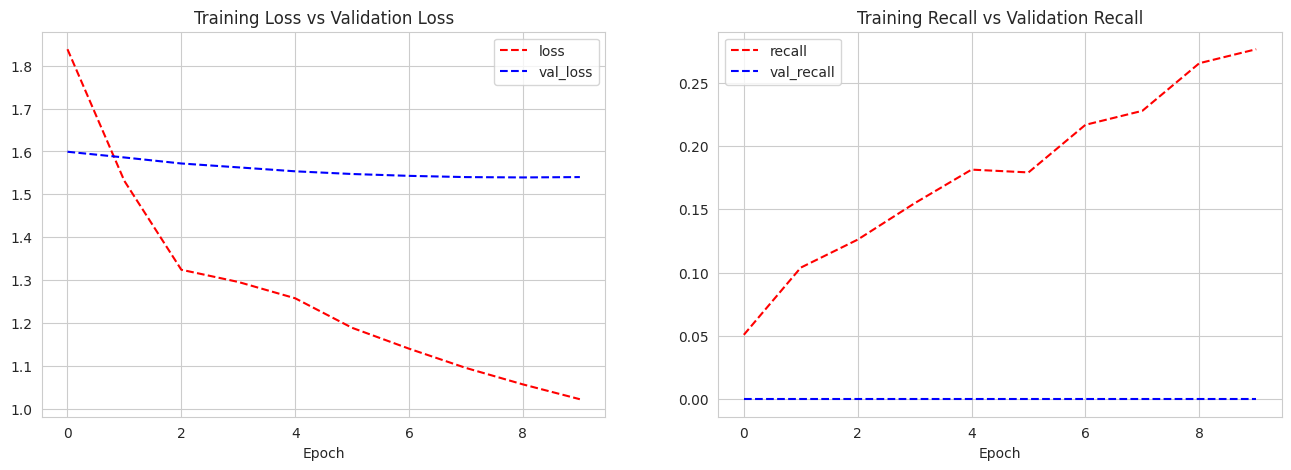 Training Loss vs Validation Loss
loss
val_loss
1.8
1.7
1.6
1.5
1.4
1.3
1.2
1.1
1.0
0 2 4 6 8
Epoch
Training Recall vs Validation Recall
recall
val_recall
0.25
0.20
0.15
0.10
0.05
0.00
0 2 4 6 8
Epoch